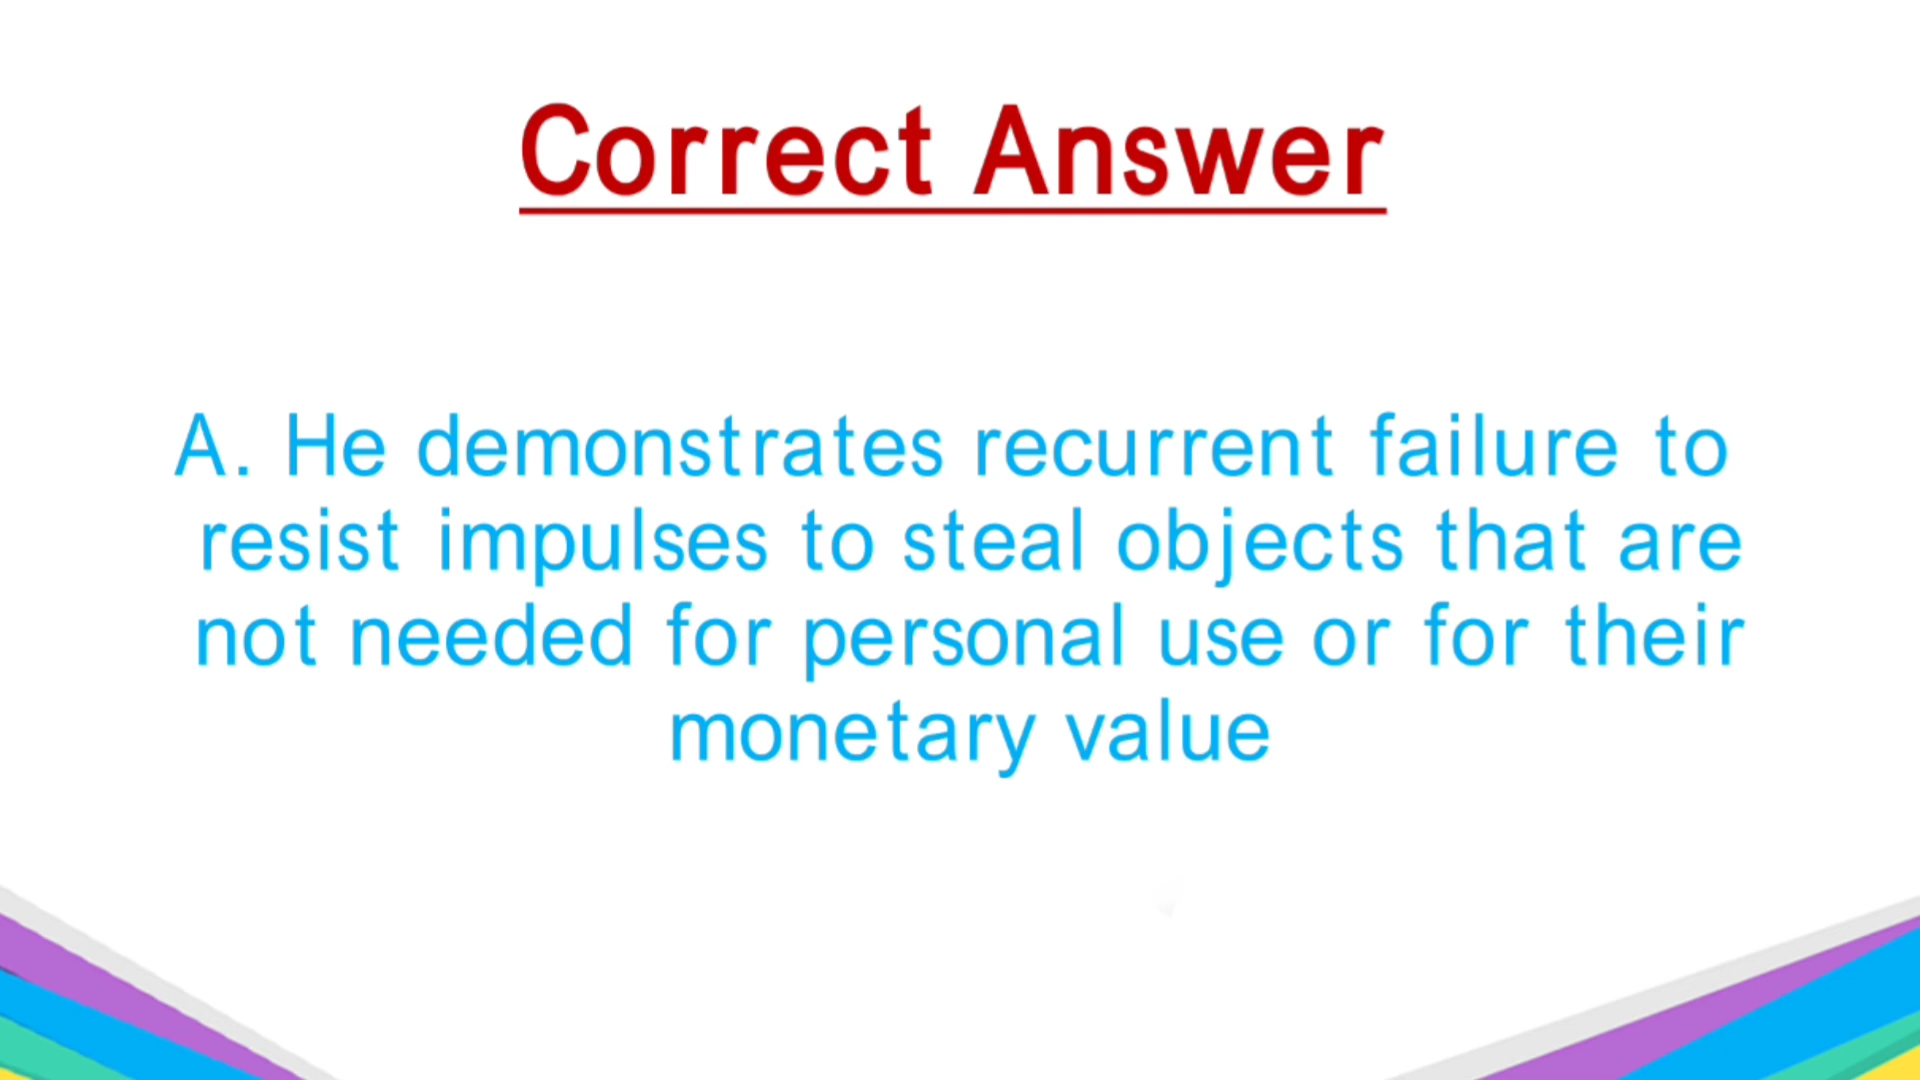 Correct Answer
A. He demonstrates recurrent failure to
resist impulses to steal objects that are
not needed for personal use or for their
monetary value